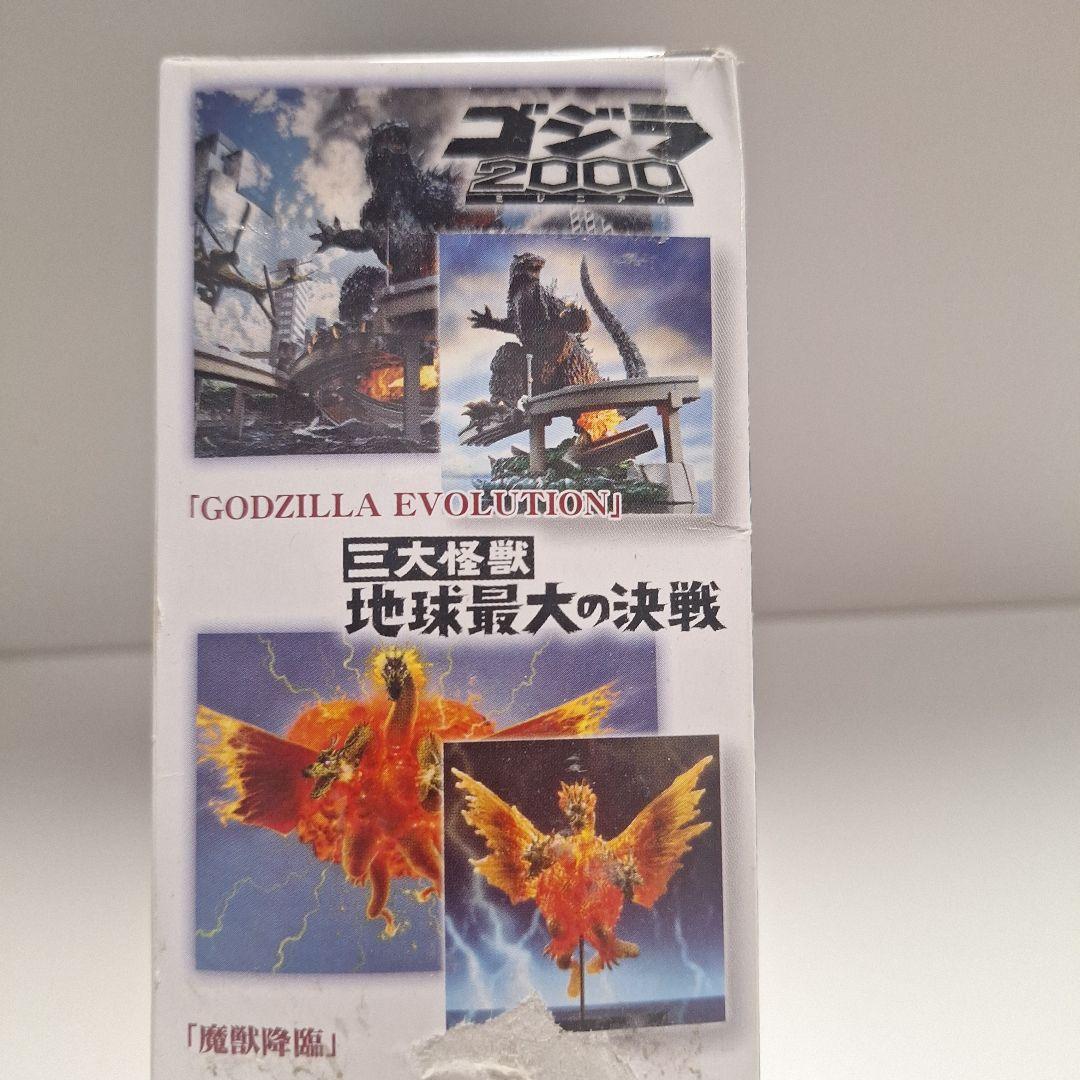 ゴジラ
2000
ミレニアム
「GODZILLA EVOLUTION」
三大怪獣
地球最大の決戦
「魔獣降臨」